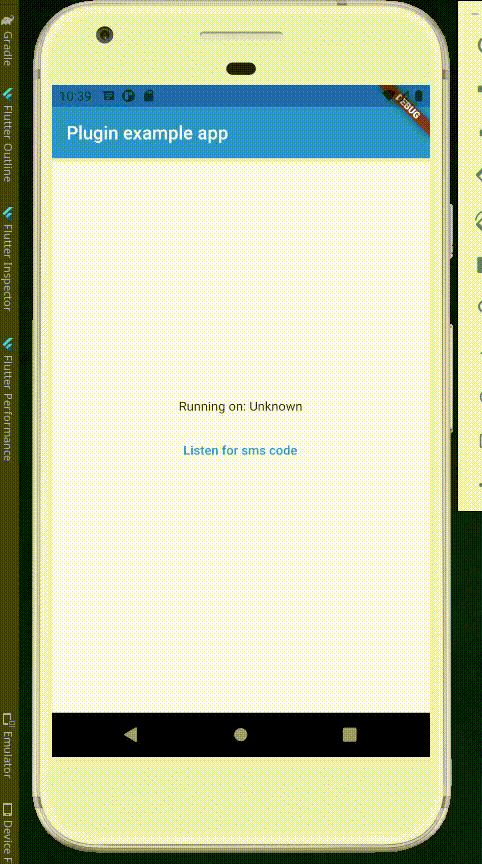 Gradle
Flutter Outline
Flutter Inspector
Flutter Performance
Emulator
10:39
DEBUG
Plugin example app
Running on: Unknown
Listen for sms code